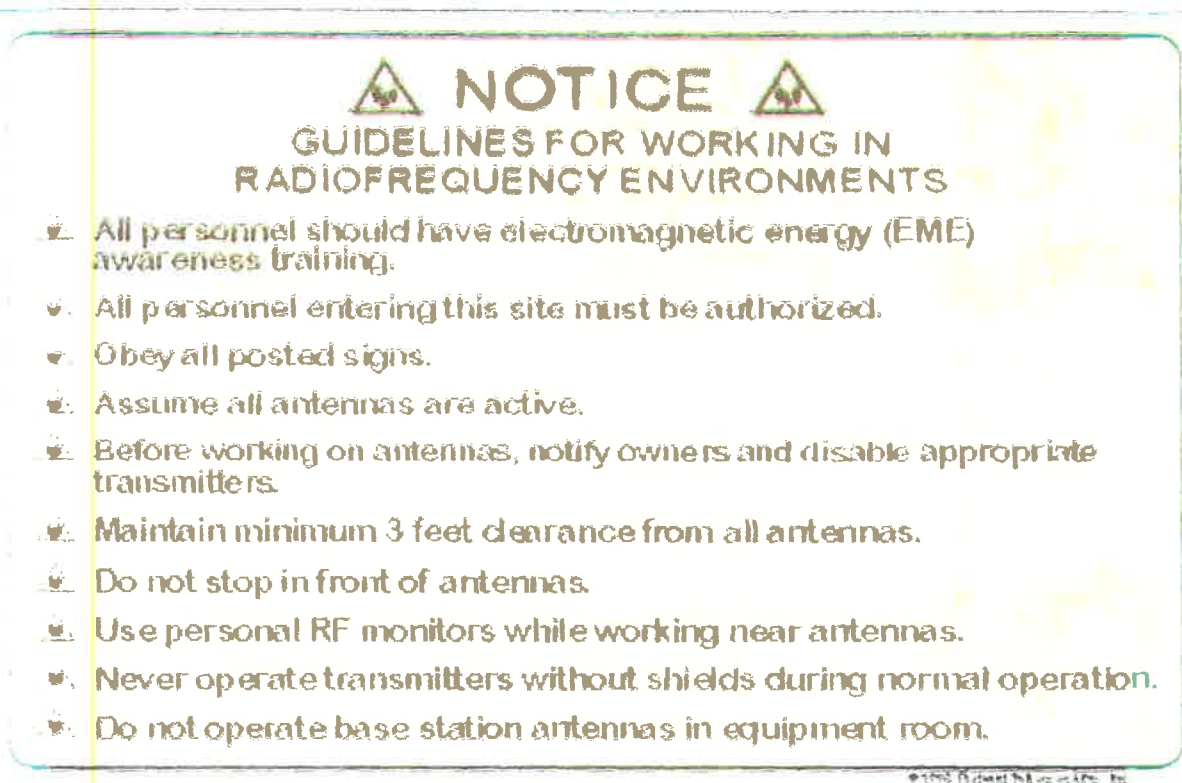 NOTICE
GUIDELINES FOR WORKING IN
RADIOFREQUENCY ENVIRONMENTS
All personnel should have electromagnetic energy (EME)
awareness training.
All personnel entering this site must be authorized.
Obey all posted signs.
Assume all antennas are active.
Before working on antennas, notify owners and disable appropriate
transmitters.
Maintain minimum 3 feet clearance from all antennas.
Do not stop in front of antennas.
Use personal RF monitors while working near antennas.
Never operate transmitters without shields during normal operation.
Do not operate base station antennas in equipment room.